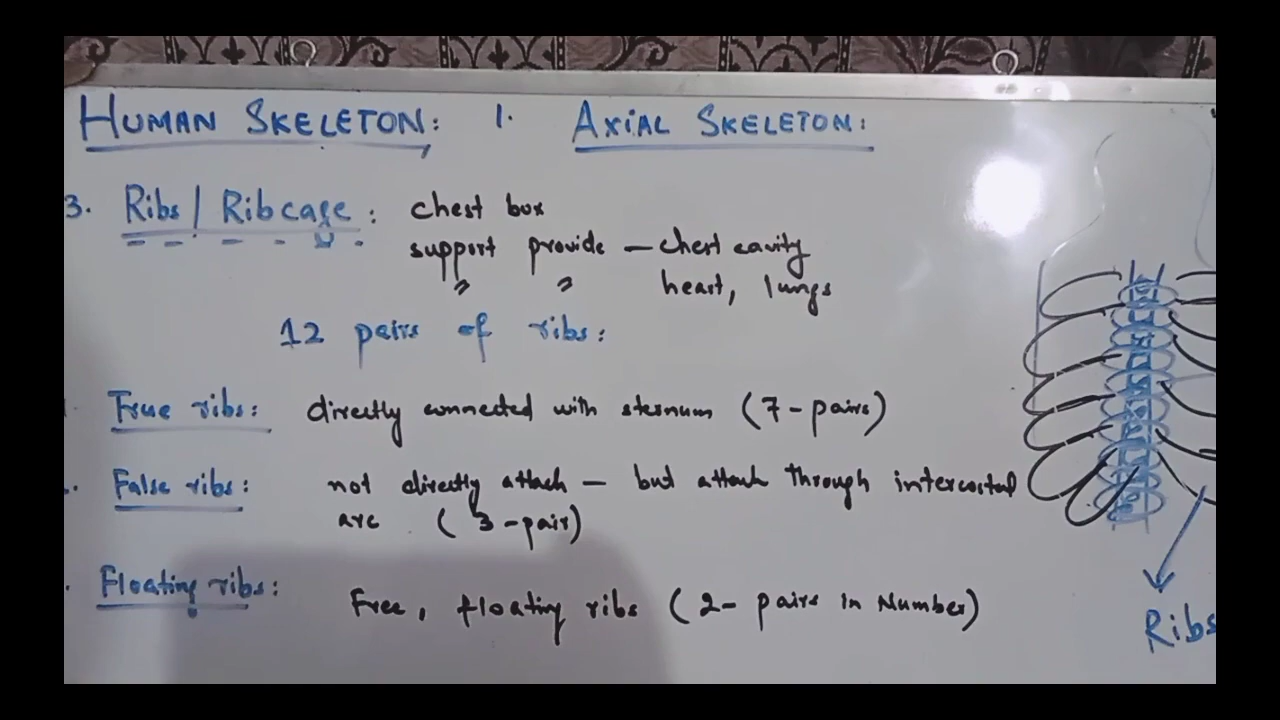 HUMAN SKELETON: 1. AXIAL SKELETON:
3. Ribs / Ribcage : chest box
support provide — chest cavity
" " heart, lungs
12 pairs of ribs:
True ribs: directly connected with sternum (7-pairs)
False ribs: not directly attach — but attach through intercostal
arc (3-pair)
Floating ribs: Free, floating ribs (2- pairs in Number)
Ribs